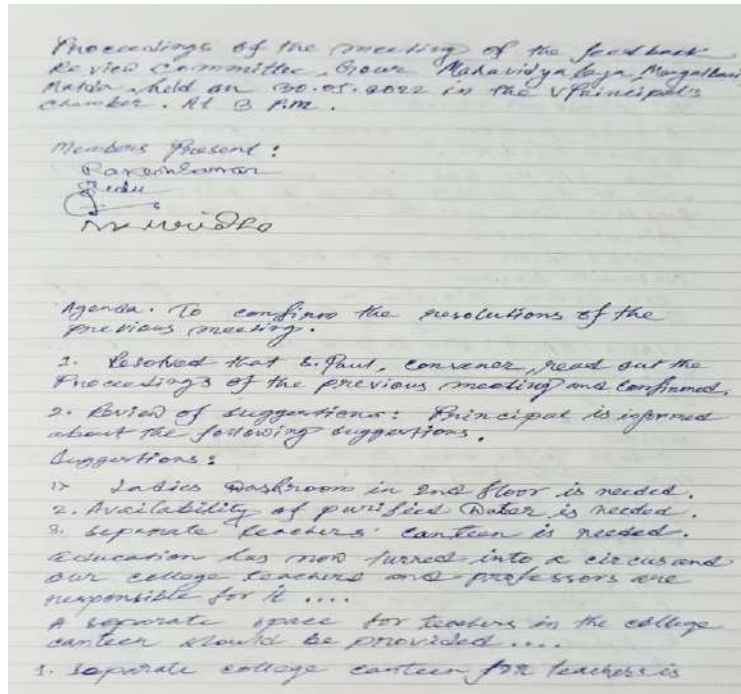 Proceedings of the meeting of the feedback
Review Committee, Gour Mahavidyalaya, Mangalbari
Malda, held on 30.05.2022 in the Principal's
chamber. At 3 P.M.
Members Present:
Agenda. To confirm the resolutions of the
previous meeting.
1. Resolved that S. Paul, convener, read out the
Proceedings of the previous meeting and confirmed.
2. Review of suggestions: Principal is informed
about the following suggestions.
Suggestions:
1> Ladies Washroom in 2nd floor is needed.
2. Availability of purified Water is needed.
3. Separate teachers' canteen is needed.
Education has now turned into a circus and
our college teachers and professors are
responsible for it ....
A separate space for teachers in the college
canteen should be provided ....
1. Separate college canteen for teachers is